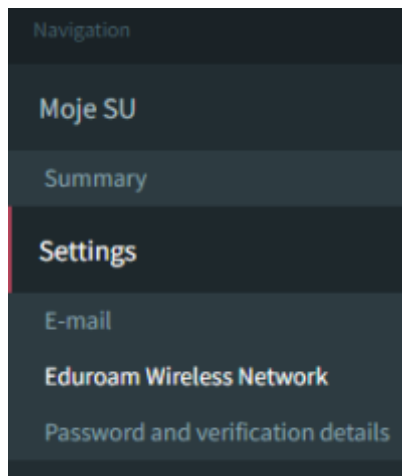 Navigation
Moje SU
Summary
Settings
E-mail
Eduroam Wireless Network
Password and verification details